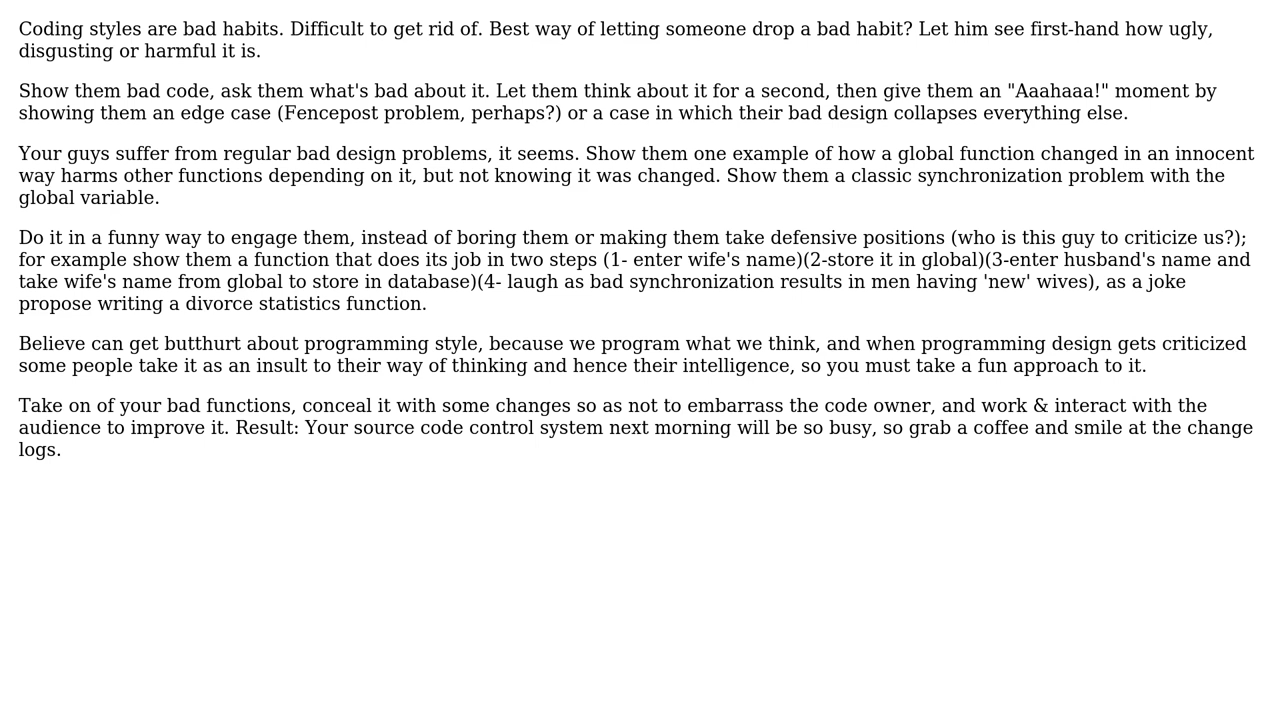 Coding styles are bad habits. Difficult to get rid of. Best way of letting someone drop a bad habit? Let him see first-hand how ugly,
disgusting or harmful it is.
Show them bad code, ask them what's bad about it. Let them think about it for a second, then give them an "Aaahaaa!" moment by
showing them an edge case (Fencepost problem, perhaps?) or a case in which their bad design collapses everything else.
Your guys suffer from regular bad design problems, it seems. Show them one example of how a global function changed in an innocent
way harms other functions depending on it, but not knowing it was changed. Show them a classic synchronization problem with the
global variable.
Do it in a funny way to engage them, instead of boring them or making them take defensive positions (who is this guy to criticize us?);
for example show them a function that does its job in two steps (1- enter wife's name)(2-store it in global)(3-enter husband's name and
take wife's name from global to store in database)(4- laugh as bad synchronization results in men having 'new' wives), as a joke
propose writing a divorce statistics function.
Believe can get butthurt about programming style, because we program what we think, and when programming design gets criticized
some people take it as an insult to their way of thinking and hence their intelligence, so you must take a fun approach to it.
Take on of your bad functions, conceal it with some changes so as not to embarrass the code owner, and work & interact with the
audience to improve it. Result: Your source code control system next morning will be so busy, so grab a coffee and smile at the change
logs.